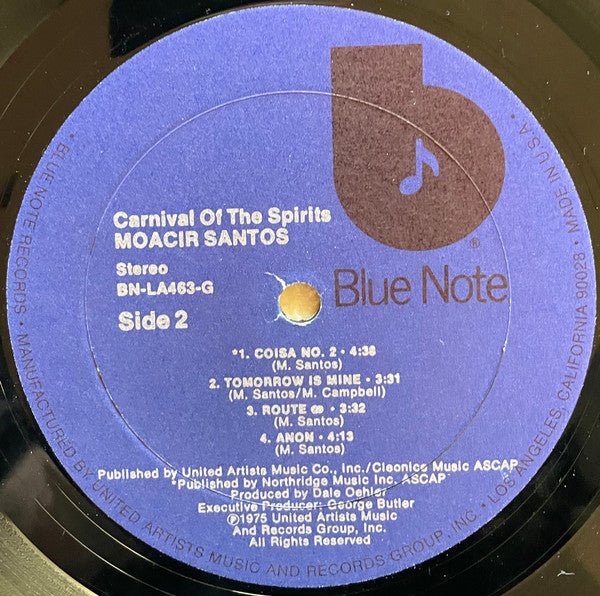 Carnival Of The Spirits
MOACIR SANTOS
Stereo
BN-LA463-G
Side 2
®
Blue Note
*1. COISA NO. 2 • 4:38
(M. Santos)
2. TOMORROW IS MINE • 3:31
(M. Santos/M. Campbell)
3. ROUTE ∞ • 3:32
(M. Santos)
4. ANON • 4:13
(M. Santos)
Published by United Artists Music Co., Inc./Cleonics Music ASCAP
*Published by Northridge Music Inc. ASCAP
Produced by Dale Oehler
Executive Producer: George Butler
℗1975 United Artists Music
And Records Group, Inc.
All Rights Reserved
• BLUE NOTE RECORDS • MANUFACTURED BY UNITED ARTISTS MUSIC AND RECORDS GROUP, INC. • LOS ANGELES, CALIFORNIA 90028 • MADE IN U.S.A.